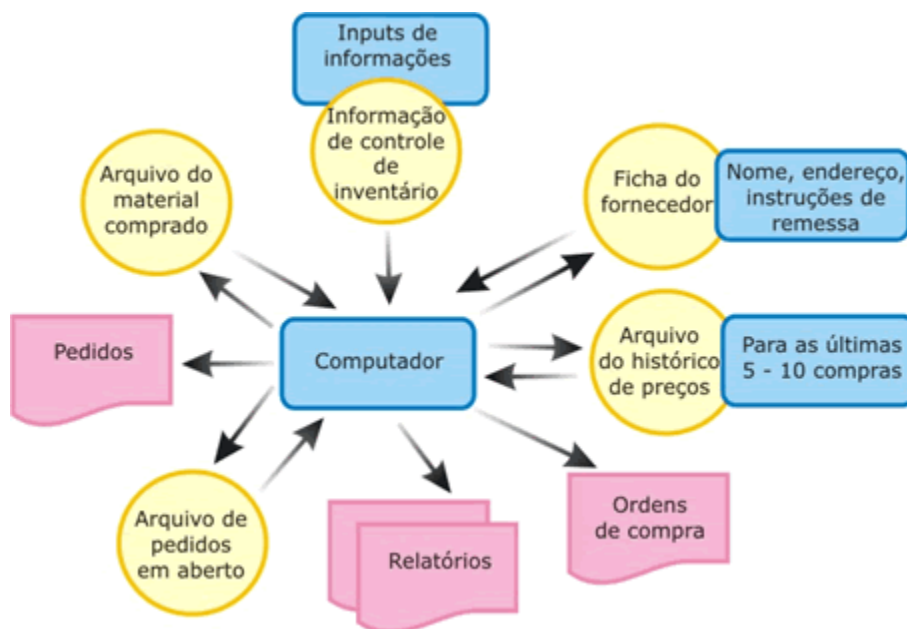 Inputs de
informações
Informação
de controle
de
inventário
Arquivo do
material
comprado
Ficha do
fornecedor
Nome, endereço,
instruções de
remessa
Pedidos
Computador
Arquivo
do histórico
de preços
Para as últimas
5 - 10 compras
Arquivo de
pedidos
em aberto
Relatórios
Ordens
de compra